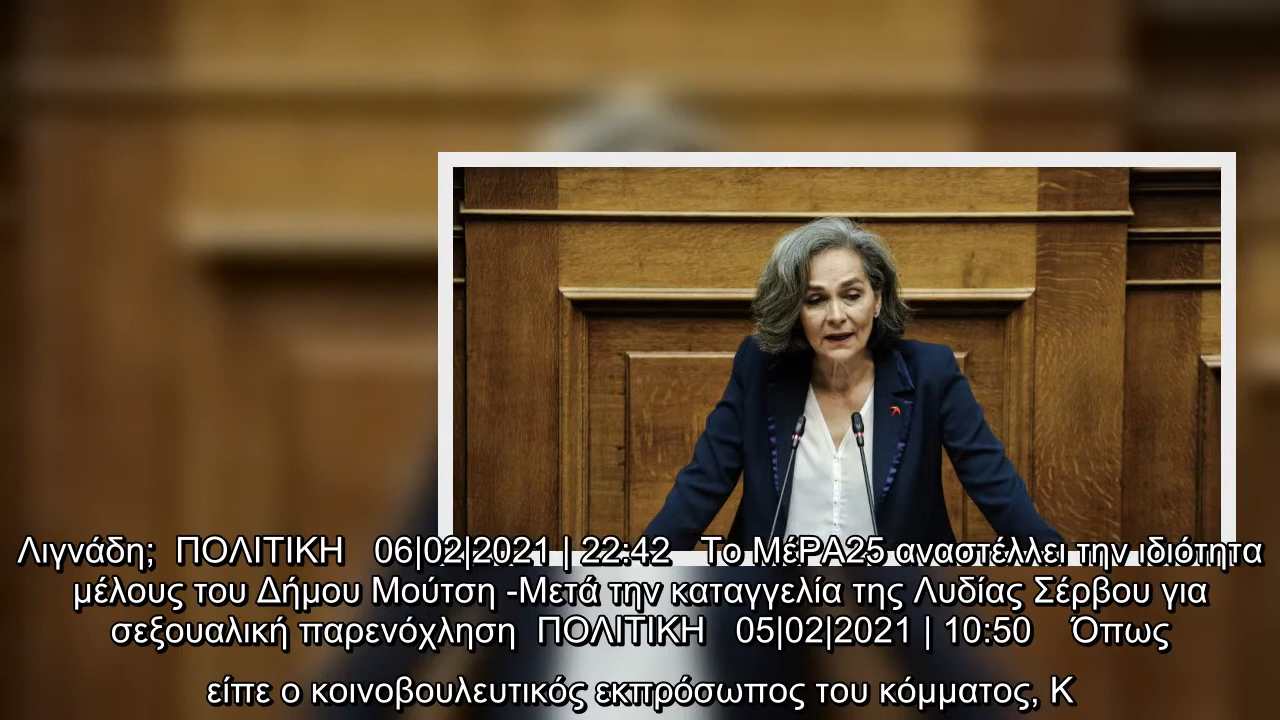 Λιγνάδη; ΠΟΛΙΤΙΚΗ 06|02|2021 | 22:42 Το ΜέΡΑ25 αναστέλλει την ιδιότητα
μέλους του Δήμου Μούτση -Μετά την καταγγελία της Λυδίας Σέρβου για
σεξουαλική παρενόχληση ΠΟΛΙΤΙΚΗ 05|02|2021 | 10:50 Όπως
είπε ο κοινοβουλευτικός εκπρόσωπος του κόμματος, Κ